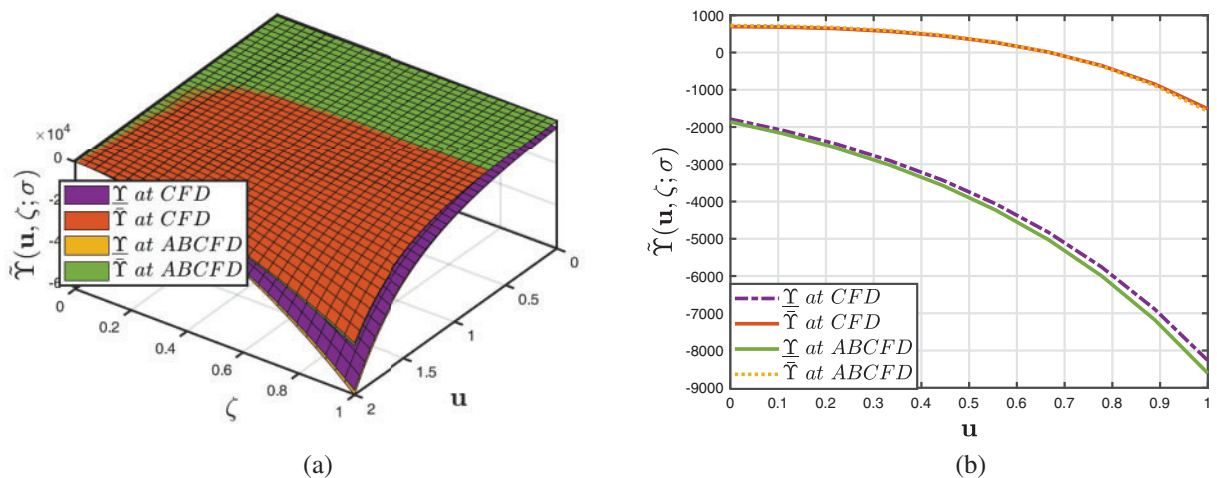 ×10⁴
0
-2
-6
Υ̃(u, ζ; σ)
Υ̲ at CFD
Ῡ at CFD
Υ̲ at ABCFD
Ῡ at ABCFD
0
0.2
0.4
0.6
0.8
1
ζ
2
1.5
1
0.5
0
u
(a)
1000
0
-1000
-2000
-3000
-4000
-5000
-6000
-7000
-8000
-9000
Υ̃(u, ζ; σ)
Υ̲ at CFD
Ῡ at CFD
Υ̲ at ABCFD
Ῡ at ABCFD
0 0.1 0.2 0.3 0.4 0.5 0.6 0.7 0.8 0.9 1
u
(b)